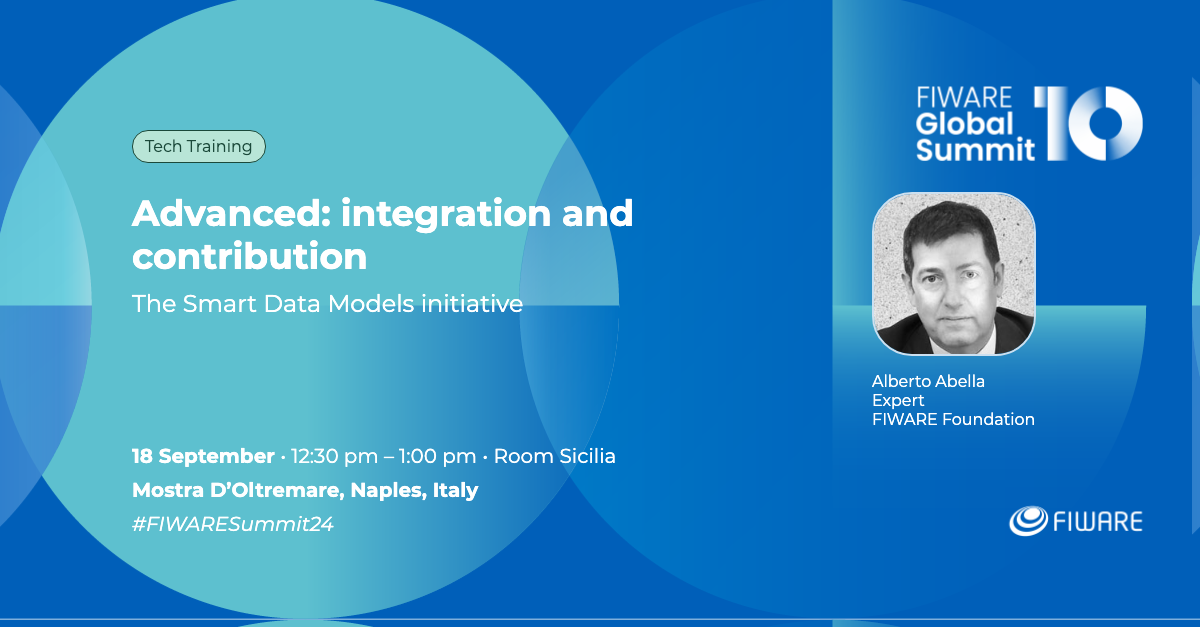 Tech Training
Advanced: integration and
contribution
The Smart Data Models initiative
18 September · 12:30 pm – 1:00 pm • Room Sicilia
Mostra D’Oltremare, Naples, Italy
#FIWARESummit24
FIWARE
Global
Summit
10
Alberto Abella
Expert
FIWARE Foundation
FIWARE